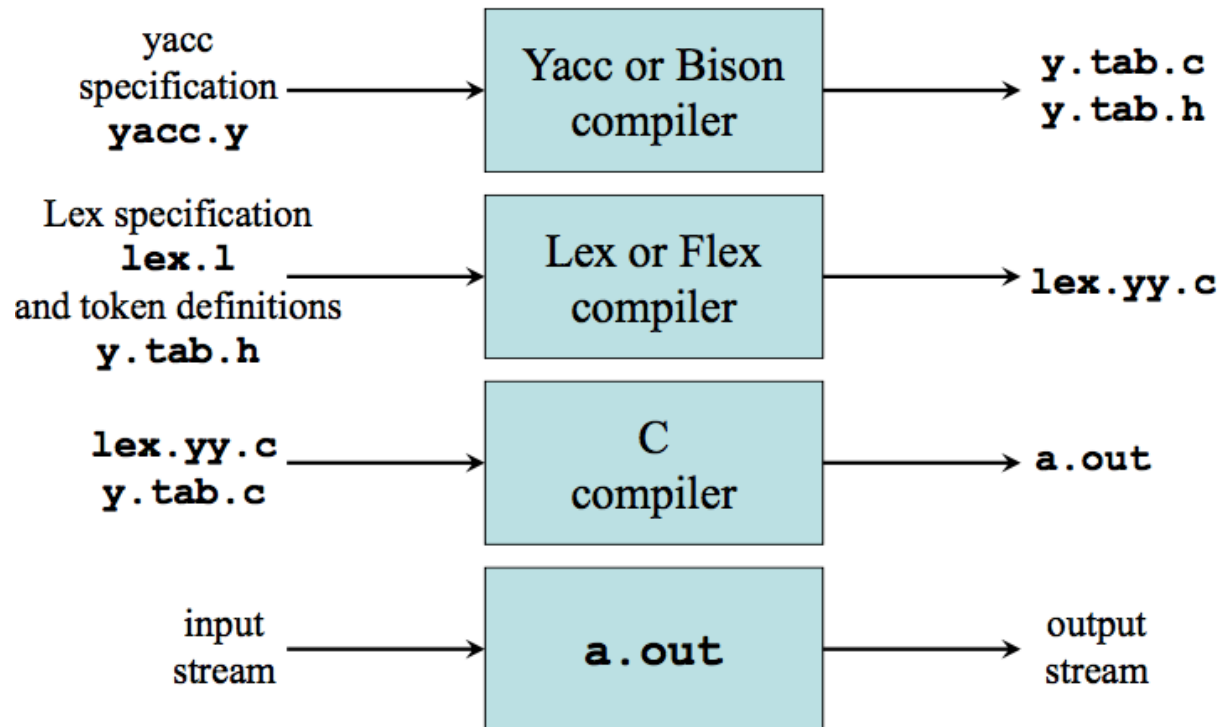 yacc
specification
yacc.y
Yacc or Bison
compiler
y.tab.c
y.tab.h
Lex specification
lex.l
and token definitions
y.tab.h
Lex or Flex
compiler
lex.yy.c
lex.yy.c
y.tab.c
C
compiler
a.out
input
stream
a.out
output
stream